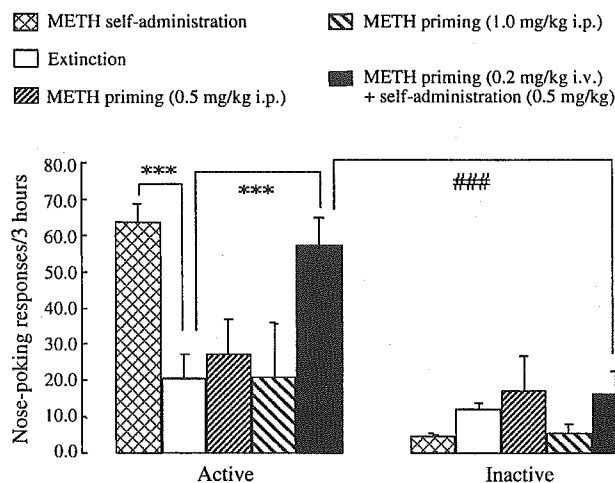 METH self-administration
Extinction
METH priming (0.5 mg/kg i.p.)
METH priming (1.0 mg/kg i.p.)
METH priming (0.2 mg/kg i.v.)
+ self-administration (0.5 mg/kg)
Nose-poking responses/3 hours
80.0
70.0
60.0
50.0
40.0
30.0
20.0
10.0
0.0
***
***
###
Active
Inactive